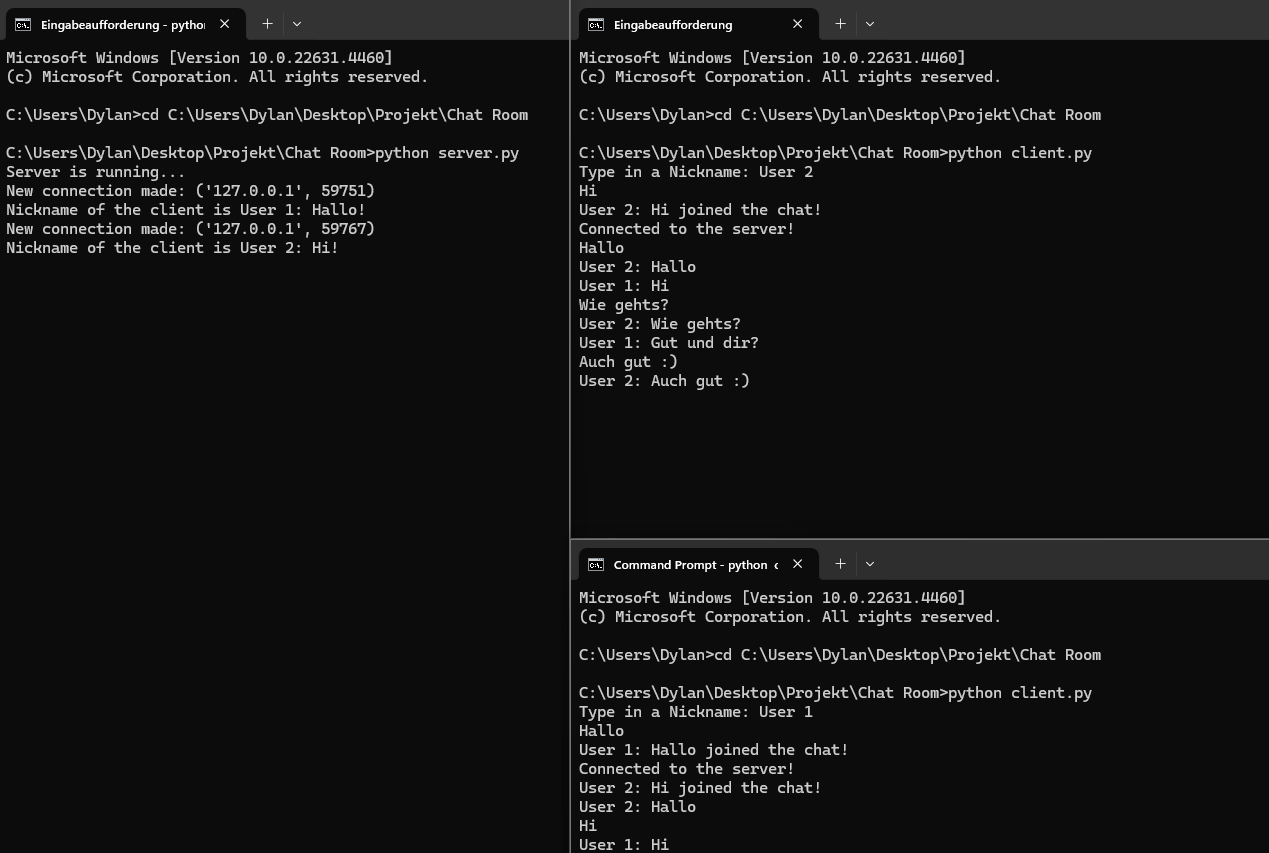 Eingabeaufforderung - python
Microsoft Windows [Version 10.0.22631.4460]
(c) Microsoft Corporation. All rights reserved.
C:\Users\Dylan>cd C:\Users\Dylan\Desktop\Projekt\Chat Room
C:\Users\Dylan\Desktop\Projekt\Chat Room>python server.py
Server is running...
New connection made: ('127.0.0.1', 59751)
Nickname of the client is User 1: Hallo!
New connection made: ('127.0.0.1', 59767)
Nickname of the client is User 2: Hi!
Eingabeaufforderung
Microsoft Windows [Version 10.0.22631.4460]
(c) Microsoft Corporation. All rights reserved.
C:\Users\Dylan>cd C:\Users\Dylan\Desktop\Projekt\Chat Room
C:\Users\Dylan\Desktop\Projekt\Chat Room>python client.py
Type in a Nickname: User 2
Hi
User 2: Hi joined the chat!
Connected to the server!
Hallo
User 2: Hallo
User 1: Hi
Wie gehts?
User 2: Wie gehts?
User 1: Gut und dir?
Auch gut :)
User 2: Auch gut :)
Command Prompt - python c
Microsoft Windows [Version 10.0.22631.4460]
(c) Microsoft Corporation. All rights reserved.
C:\Users\Dylan>cd C:\Users\Dylan\Desktop\Projekt\Chat Room
C:\Users\Dylan\Desktop\Projekt\Chat Room>python client.py
Type in a Nickname: User 1
Hallo
User 1: Hallo joined the chat!
Connected to the server!
User 2: Hi joined the chat!
User 2: Hallo
Hi
User 1: Hi